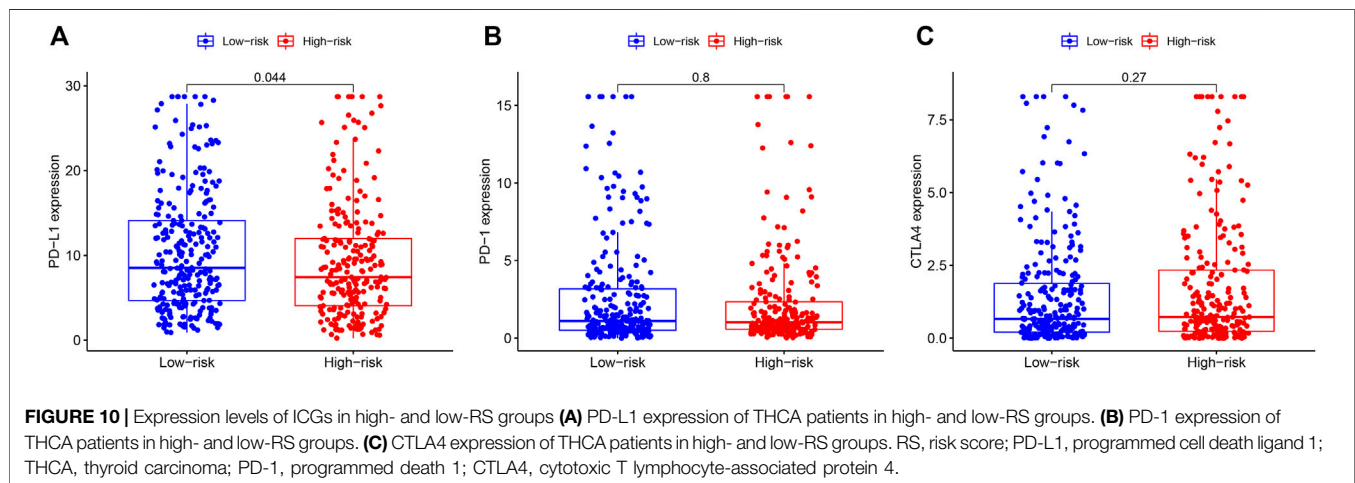 A
Low-risk High-risk
0.044
30
20
10
0
PD-L1 expression
Low-risk High-risk
B
Low-risk High-risk
0.8
15
10
5
0
PD-1 expression
Low-risk High-risk
C
Low-risk High-risk
0.27
7.5
5.0
2.5
0.0
CTLA4 expression
Low-risk High-risk
FIGURE 10 | Expression levels of ICGs in high- and low-RS groups (A) PD-L1 expression of THCA patients in high- and low-RS groups. (B) PD-1 expression of
THCA patients in high- and low-RS groups. (C) CTLA4 expression of THCA patients in high- and low-RS groups. RS, risk score; PD-L1, programmed cell death ligand 1;
THCA, thyroid carcinoma; PD-1, programmed death 1; CTLA4, cytotoxic T lymphocyte-associated protein 4.